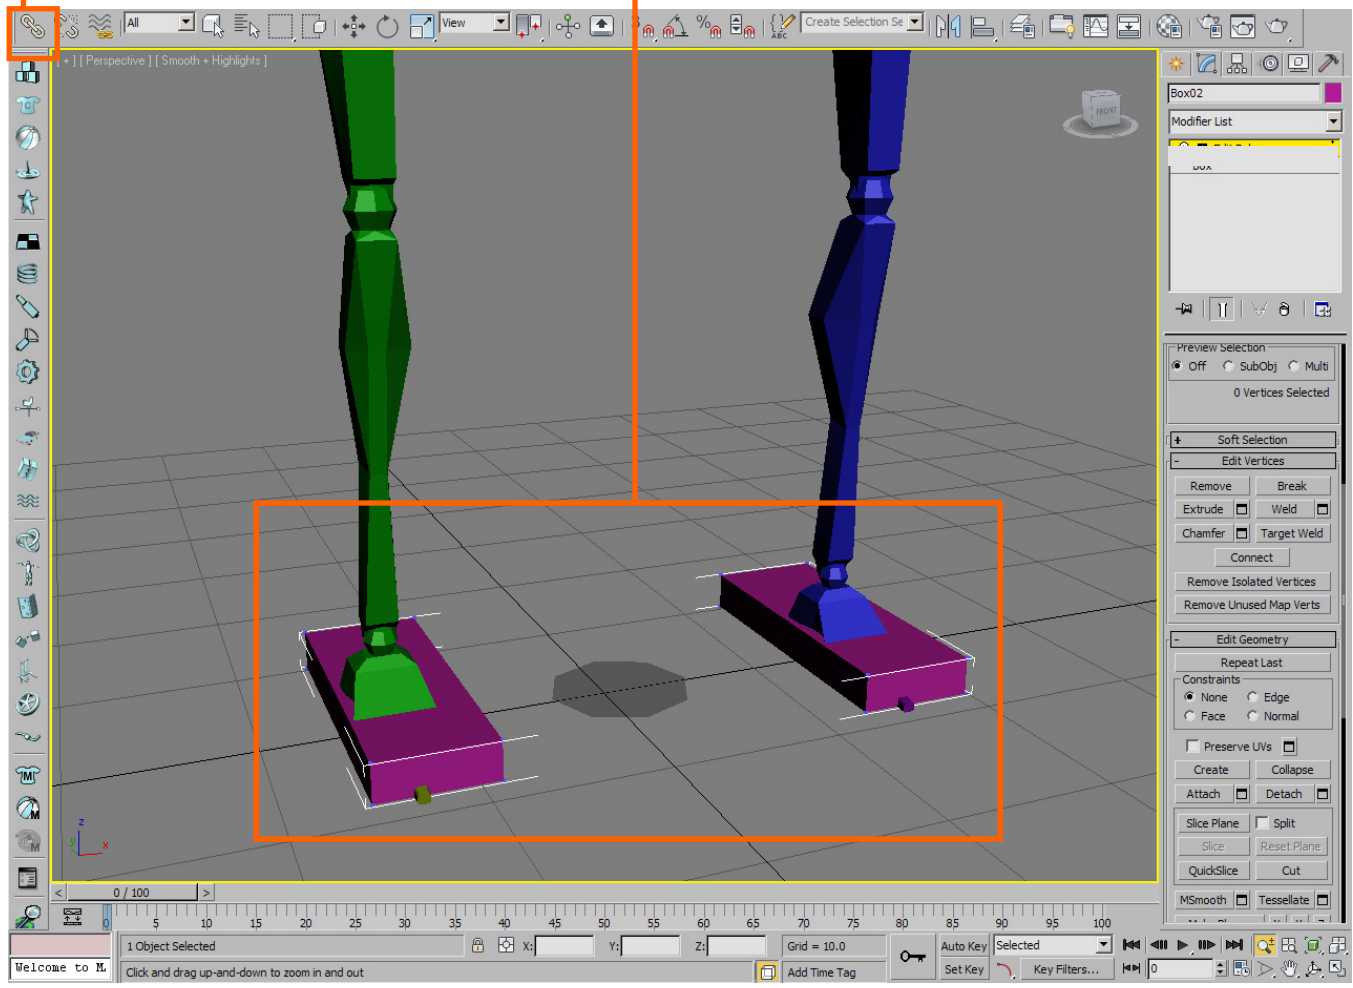 All
View
Create Selection Se
ABC
[ + ] [ Perspective ] [ Smooth + Highlights ]
FRONT
Box02
Modifier List
Preview Selection
Off SubObj Multi
0 Vertices Selected
+ Soft Selection
- Edit Vertices
Remove Break
Extrude Weld
Chamfer Target Weld
Connect
Remove Isolated Vertices
Remove Unused Map Verts
- Edit Geometry
Repeat Last
Constraints
None Edge
Face Normal
Preserve UVs
Create Collapse
Attach Detach
Slice Plane Split
Slice Reset Plane
QuickSlice Cut
MSmooth Tessellate
z
y x
< 0 / 100 >
0 5 10 15 20 25 30 35 40 45 50 55 60 65 70 75 80 85 90 95 100
1 Object Selected X: Y: Z: Grid = 10.0 Auto Key Selected
Welcome to M. Click and drag up-and-down to zoom in and out Add Time Tag Set Key Key Filters... 0